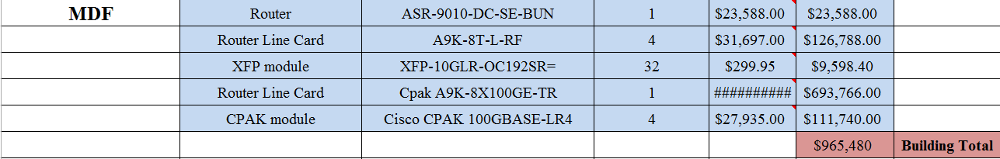 MDF Router ASR-9010-DC-SE-BUN 1 $23,588.00 $23,588.00
Router Line Card A9K-8T-L-RF 4 $31,697.00 $126,788.00
XFP module XFP-10GLR-OC192SR= 32 $299.95 $9,598.40
Router Line Card Cpak A9K-8X100GE-TR 1 ########## $693,766.00
CPAK module Cisco CPAK 100GBASE-LR4 4 $27,935.00 $111,740.00
$965,480 Building Total